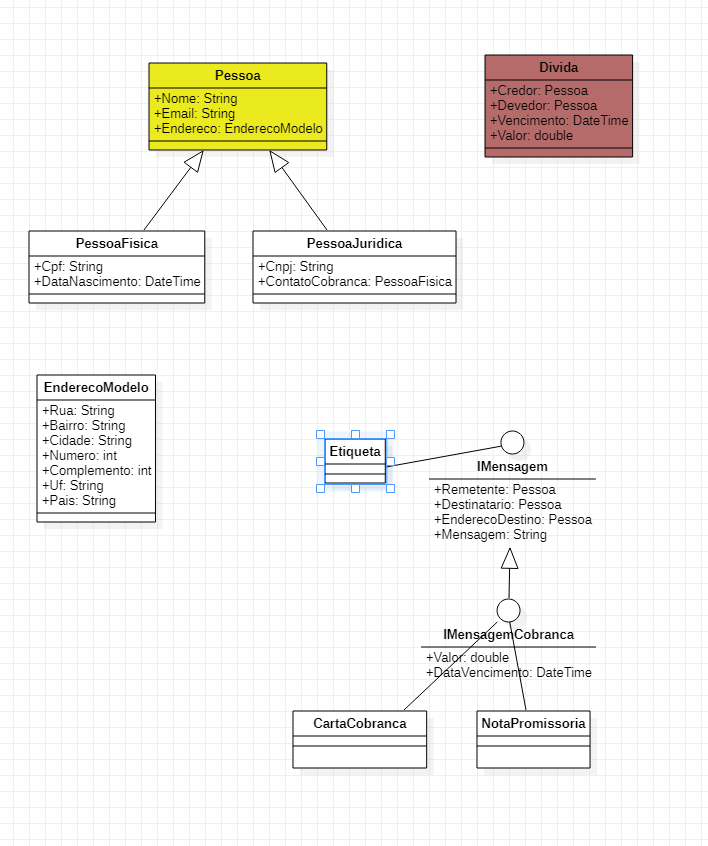 Pessoa
+Nome: String
+Email: String
+Endereco: EnderecoModelo
Divida
+Credor: Pessoa
+Devedor: Pessoa
+Vencimento: DateTime
+Valor: double
PessoaFisica
+Cpf: String
+DataNascimento: DateTime
PessoaJuridica
+Cnpj: String
+ContatoCobranca: PessoaFisica
EnderecoModelo
+Rua: String
+Bairro: String
+Cidade: String
+Numero: int
+Complemento: int
+Uf: String
+Pais: String
Etiqueta
IMensagem
+Remetente: Pessoa
+Destinatario: Pessoa
+EnderecoDestino: Pessoa
+Mensagem: String
IMensagemCobranca
+Valor: double
+DataVencimento: DateTime
CartaCobranca
NotaPromissoria